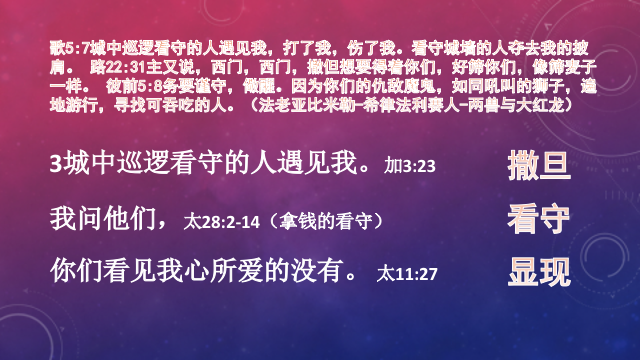 歌5:7城中巡逻看守的人遇见我，打了我，伤了我。看守城墙的人夺去我的披
肩。 路22:31主又说，西门，西门，撒但想要得着你们，好筛你们，像筛麦子
一样。 彼前5:8务要谨守，儆醒。因为你们的仇敌魔鬼，如同吼叫的狮子，遍
地游行，寻找可吞吃的人。（法老亚比米勒-希律法利赛人-两兽与大红龙）
3城中巡逻看守的人遇见我。加3:23
撒旦
我问他们，太28:2-14（拿钱的看守）
看守
你们看见我心所爱的没有。 太11:27
显现